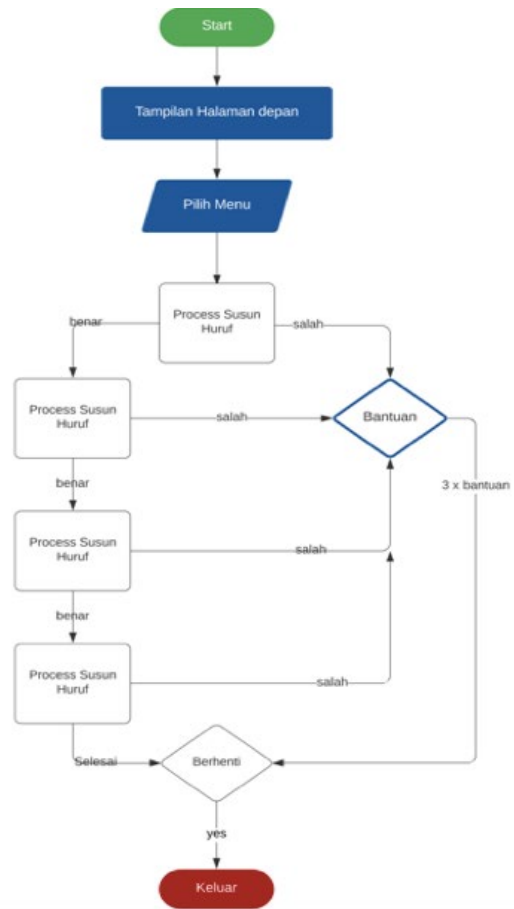 Start
Tampilan Halaman depan
Pilih Menu
Process Susun
Huruf
benar
salah
Process Susun
Huruf
salah
Bantuan
benar
3 x bantuan
Process Susun
Huruf
salah
benar
Process Susun
Huruf
salah
Selesai
Berhenti
yes
Keluar